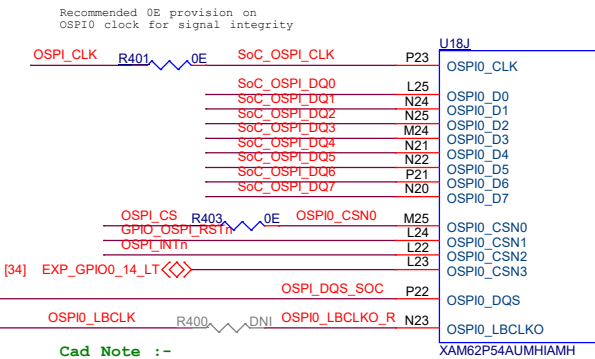 Recommended 0E provision on
OSPI0 clock for signal integrity
U18J
OSPI_CLK R401 0E SoC_OSPI_CLK P23 OSPI0_CLK
SoC_OSPI_DQ0 L25 OSPI0_D0
SoC_OSPI_DQ1 N24 OSPI0_D1
SoC_OSPI_DQ2 N25 OSPI0_D2
SoC_OSPI_DQ3 M24 OSPI0_D3
SoC_OSPI_DQ4 N21 OSPI0_D4
SoC_OSPI_DQ5 N22 OSPI0_D5
SoC_OSPI_DQ6 P21 OSPI0_D6
SoC_OSPI_DQ7 N20 OSPI0_D7
OSPI_CS R403 0E OSPI0_CSN0 M25 OSPI0_CSN0
GPIO_OSPI_RSTn L24 OSPI0_CSN1
OSPI_INTn L22 OSPI0_CSN2
[34] EXP_GPIO0_14_LT L23 OSPI0_CSN3
OSPI_DQS_SOC P22 OSPI0_DQS
OSPI0_LBCLK R400 DNI OSPI0_LBCLKO_R N23 OSPI0_LBCLKO
Cad Note :-
XAM62P54AUMHIAMH